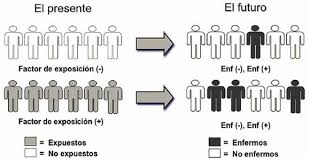 El presente
El futuro
Factor de exposición (-)
Enf (-), Enf (+)
Factor de exposición (+)
Enf (-), Enf (+)
= Expuestos
= Enfermos
= No expuestos
= No enfermos